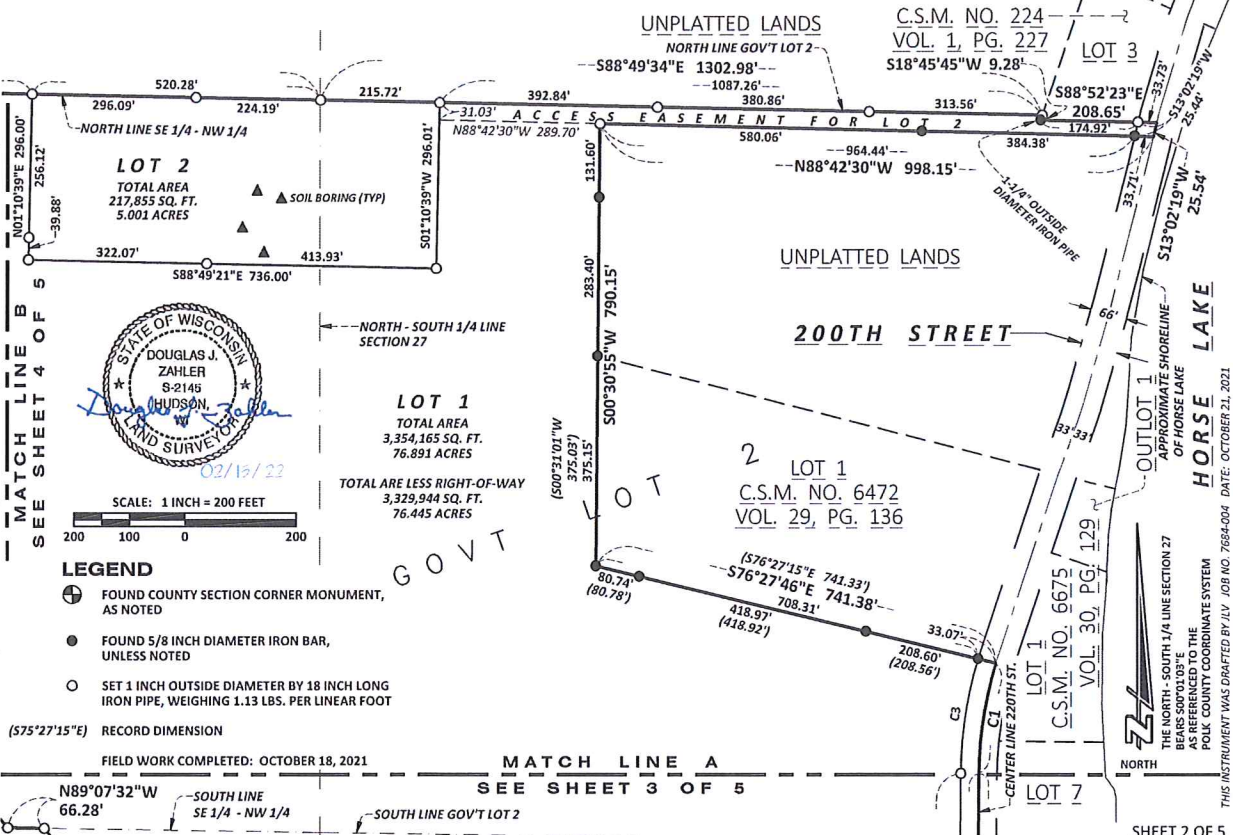 UNPLATTED LANDS
NORTH LINE GOV'T LOT 2
S88°49'34"E 1302.98'
1087.26'
C.S.M. NO. 224
VOL. 1, PG. 227
S18°45'45"W 9.28'
LOT 3
S88°52'23"E
208.65'
174.92'
33.73'
S13°02'19"W
25.44'
520.28'
296.09'
224.19'
215.72'
392.84'
380.86'
313.56'
31.03'
ACCESS EASEMENT FOR LOT 2
N88°42'30"W 289.70'
580.06'
384.38'
964.44'
N88°42'30"W 998.15'
33.71'
S13°02'19"W
25.54'
1-1/4" OUTSIDE
DIAMETER IRON PIPE
NORTH LINE SE 1/4 - NW 1/4
N01°10'39"E 296.00'
256.12'
39.88'
LOT 2
TOTAL AREA
217,855 SQ. FT.
5.001 ACRES
SOIL BORING (TYP)
S01°10'39"W 296.01'
131.60'
322.07'
413.93'
S88°49'21"E 736.00'
UNPLATTED LANDS
283.40'
S00°30'55"W 790.15'
(S00°31'01"W
375.03')
375.15'
200TH STREET
66'
33'
33'
OUTLOT 1
APPROXIMATE SHORELINE
OF HORSE LAKE
HORSE LAKE
MATCH LINE B
SEE SHEET 4 OF 5
STATE OF WISCONSIN
DOUGLAS J.
ZAHLER
S-2145
HUDSON,
WI
LAND SURVEYOR
Douglas J. Zahler
02/15/22
NORTH - SOUTH 1/4 LINE
SECTION 27
LOT 1
TOTAL AREA
3,354,165 SQ. FT.
76.891 ACRES
TOTAL ARE LESS RIGHT-OF-WAY
3,329,944 SQ. FT.
76.445 ACRES
GOVT LOT 2
LOT 1
C.S.M. NO. 6472
VOL. 29, PG. 136
SCALE: 1 INCH = 200 FEET
200 100 0 200
LEGEND
FOUND COUNTY SECTION CORNER MONUMENT,
AS NOTED
FOUND 5/8 INCH DIAMETER IRON BAR,
UNLESS NOTED
SET 1 INCH OUTSIDE DIAMETER BY 18 INCH LONG
IRON PIPE, WEIGHING 1.13 LBS. PER LINEAR FOOT
(S75°27'15"E) RECORD DIMENSION
FIELD WORK COMPLETED: OCTOBER 18, 2021
(S76°27'15"E 741.33')
S76°27'46"E 741.38'
708.31'
80.74'
(80.78')
418.97'
(418.92')
33.07'
208.60'
(208.56')
C3
C1
CENTER LINE 220TH ST.
LOT 1
C.S.M. NO. 6675
VOL. 30, PG. 129
LOT 7
NORTH
THE NORTH - SOUTH 1/4 LINE SECTION 27
BEARS S00°01'03"E
AS REFERENCED TO THE
POLK COUNTY COORDINATE SYSTEM
THIS INSTRUMENT WAS DRAFTED BY JLV JOB NO. 7684-004 DATE: OCTOBER 21, 2021
MATCH LINE A
SEE SHEET 3 OF 5
N89°07'32"W
66.28'
SOUTH LINE
SE 1/4 - NW 1/4
SOUTH LINE GOV'T LOT 2
SHEET 2 OF 5